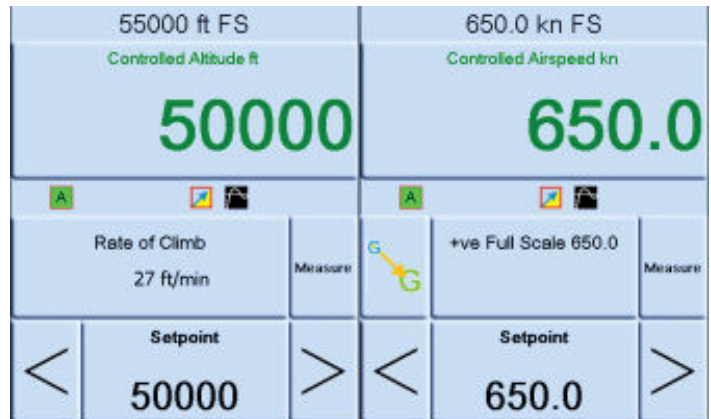 55000 ft FS
Controlled Altitude ft
50000
A
Rate of Climb
27 ft/min
Measure
<
Setpoint
50000
>
650.0 kn FS
Controlled Airspeed kn
650.0
A
G
G
+ve Full Scale 650.0
Measure
<
Setpoint
650.0
>